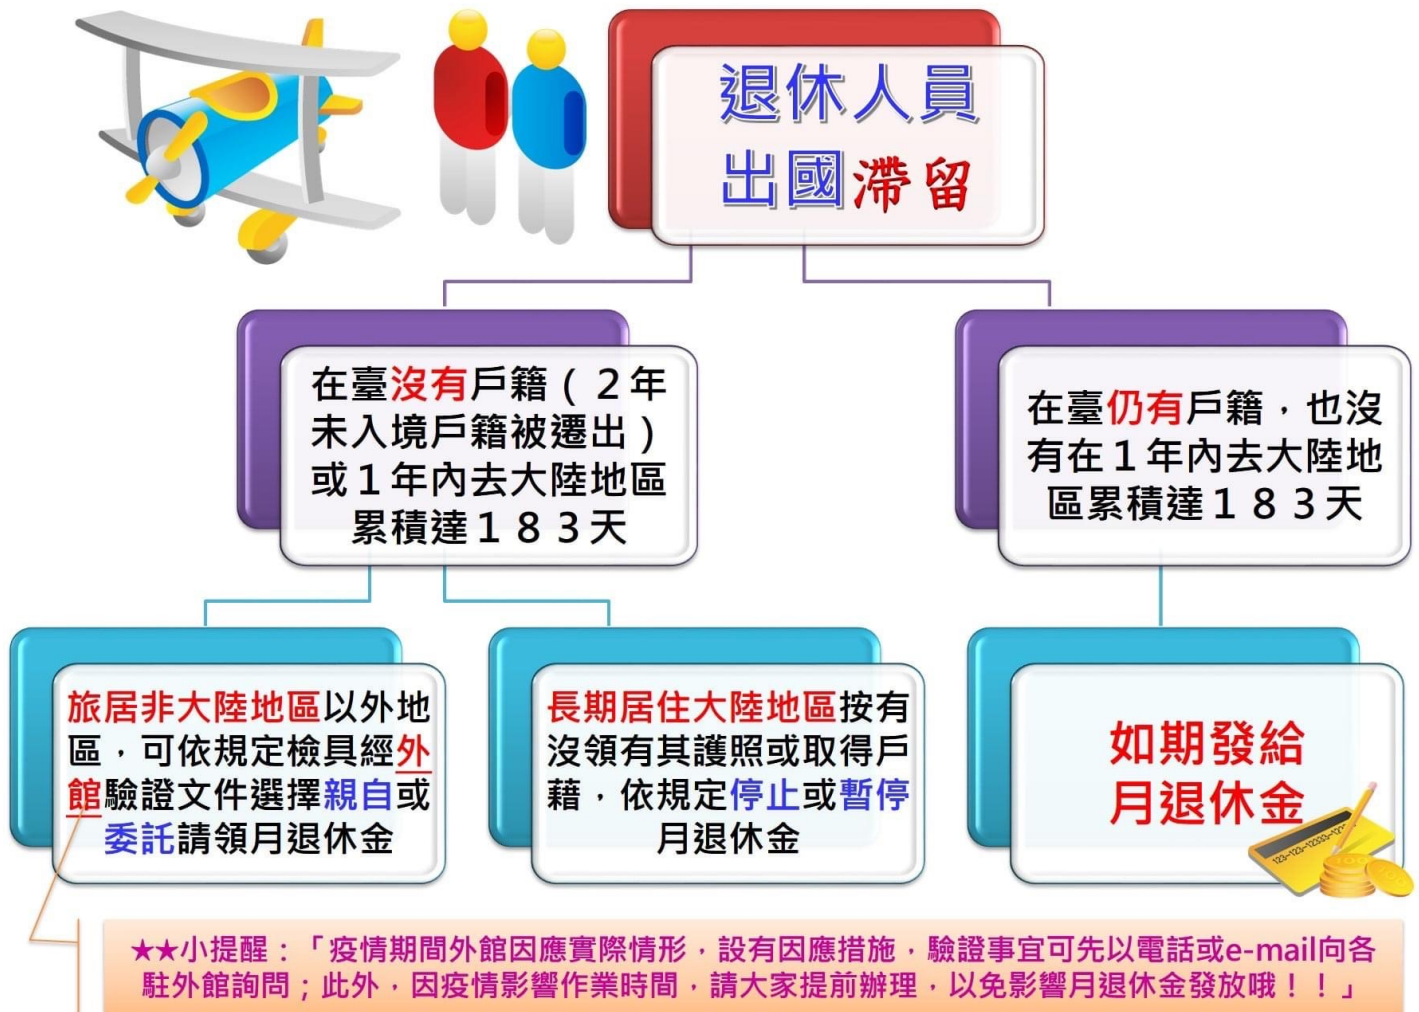 退休人員
出國滯留
在臺沒有戶籍（２年
未入境戶籍被遷出）
或１年內去大陸地區
累積達１８３天
在臺仍有戶籍，也沒
有在１年內去大陸地
區累積達１８３天
旅居非大陸地區以外地
區，可依規定檢具經外
館驗證文件選擇親自或
委託請領月退休金
長期居住大陸地區按有
沒領有其護照或取得戶
藉，依規定停止或暫停
月退休金
如期發給
月退休金
★★小提醒：「疫情期間外館因應實際情形，設有因應措施，驗證事宜可先以電話或e-mail向各
駐外館詢問；此外，因疫情影響作業時間，請大家提前辦理，以免影響月退休金發放哦！！」